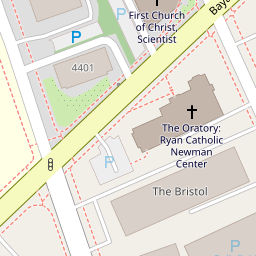 First Church
of Christ,
Scientist
P
4401
The Oratory:
Ryan Catholic
Newman
Center
P
The Bristol
P